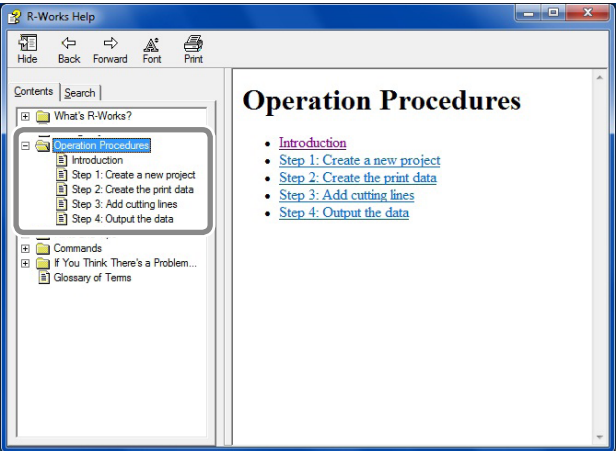 R-Works Help
Hide Back Forward Font Print
Contents Search
What's R-Works?
Operation Procedures
Introduction
Step 1: Create a new project
Step 2: Create the print data
Step 3: Add cutting lines
Step 4: Output the data
Commands
If You Think There's a Problem...
Glossary of Terms
Operation Procedures
Introduction
Step 1: Create a new project
Step 2: Create the print data
Step 3: Add cutting lines
Step 4: Output the data